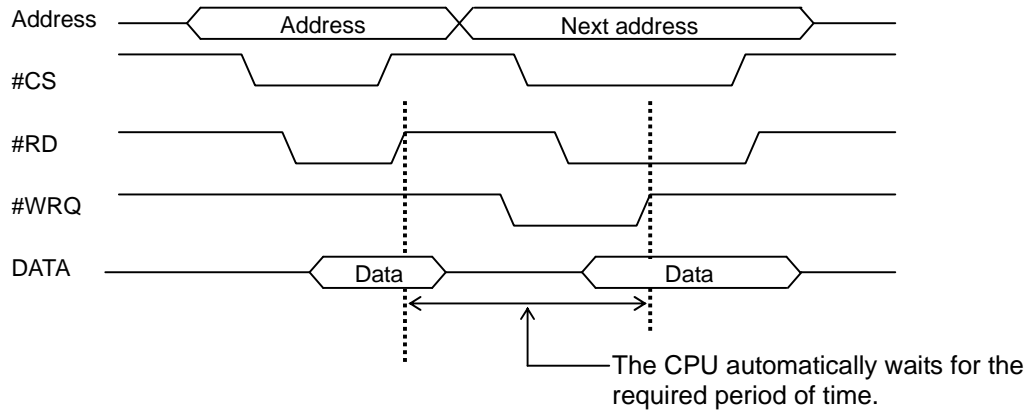 Address
Address
Next address
#CS
#RD
#WRQ
DATA
Data
Data
The CPU automatically waits for the
required period of time.